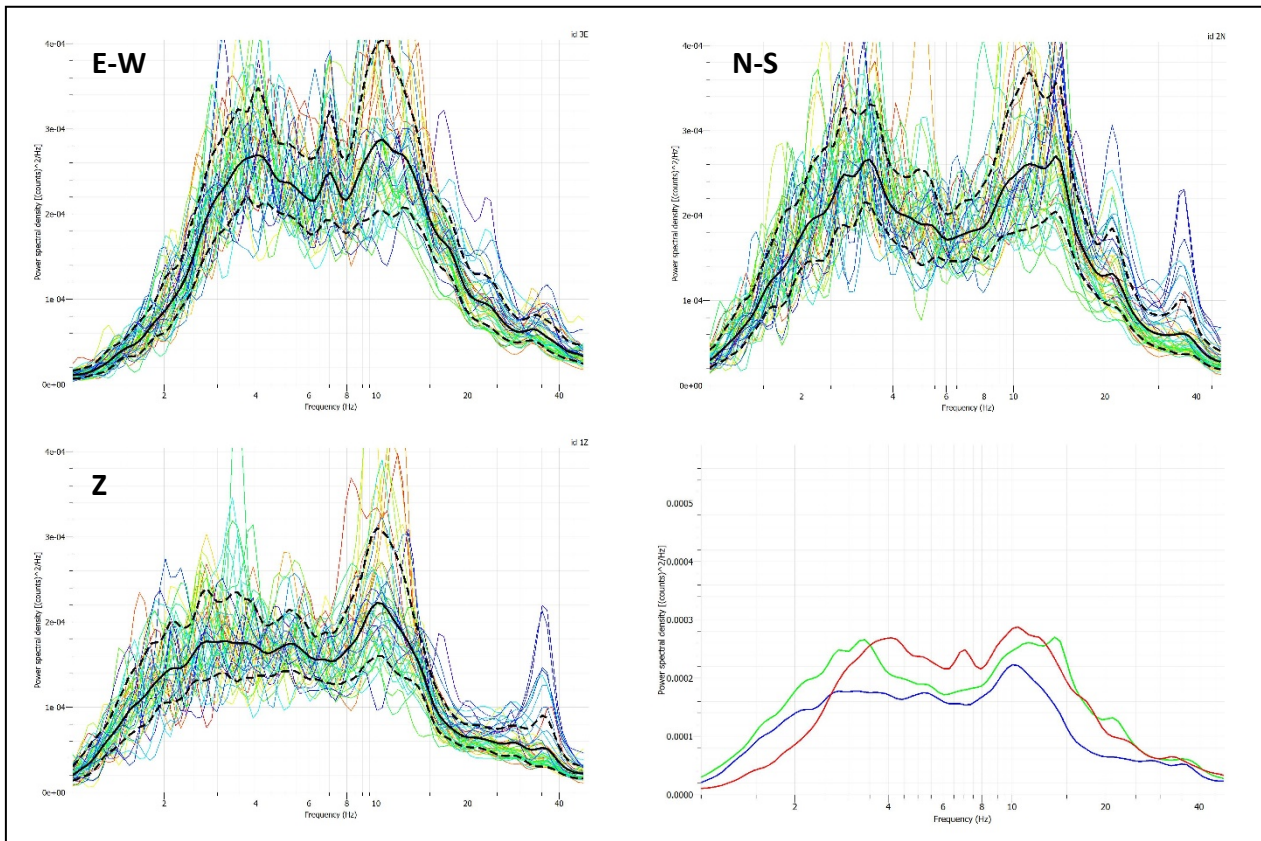 E-W
id 3E
4e-04
3e-04
2e-04
1e-04
0e+00
Power spectral density [(counts)^2/Hz]
2 4 6 8 10 20 40
Frequency (Hz)
N-S
id 2N
4e-04
3e-04
2e-04
1e-04
0e+00
Power spectral density [(counts)^2/Hz]
2 4 6 8 10 20 40
Frequency (Hz)
Z
id 1Z
4e-04
3e-04
2e-04
1e-04
0e+00
Power spectral density [(counts)^2/Hz]
2 4 6 8 10 20 40
Frequency (Hz)
0.0005
0.0004
0.0003
0.0002
0.0001
0.0000
Power spectral density [(counts)^2/Hz]
2 4 6 8 10 20 40
Frequency (Hz)